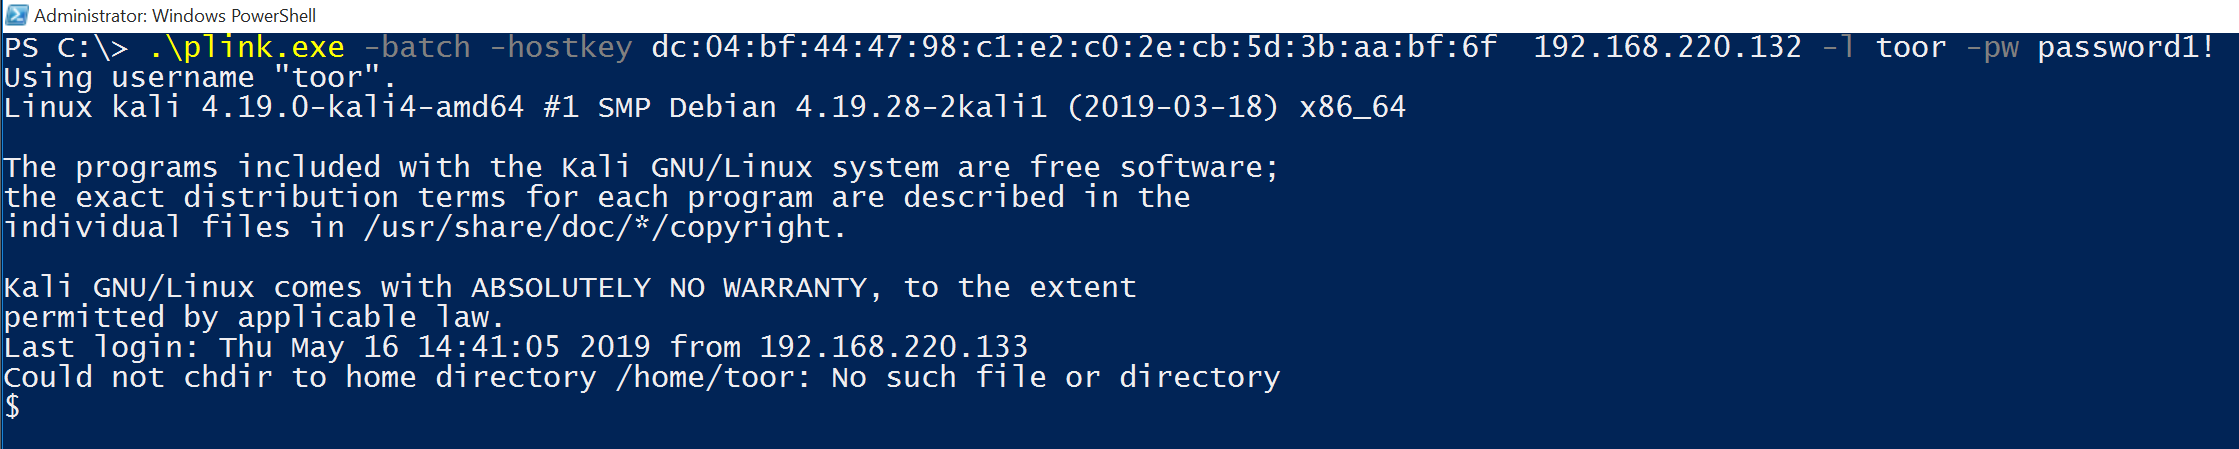 Administrator: Windows PowerShell
PS C:\> .\plink.exe -batch -hostkey dc:04:bf:44:47:98:c1:e2:c0:2e:cb:5d:3b:aa:bf:6f  192.168.220.132 -l toor -pw password1!
Using username "toor".
Linux kali 4.19.0-kali4-amd64 #1 SMP Debian 4.19.28-2kali1 (2019-03-18) x86_64
The programs included with the Kali GNU/Linux system are free software;
the exact distribution terms for each program are described in the
individual files in /usr/share/doc/*/copyright.
Kali GNU/Linux comes with ABSOLUTELY NO WARRANTY, to the extent
permitted by applicable law.
Last login: Thu May 16 14:41:05 2019 from 192.168.220.133
Could not chdir to home directory /home/toor: No such file or directory
$